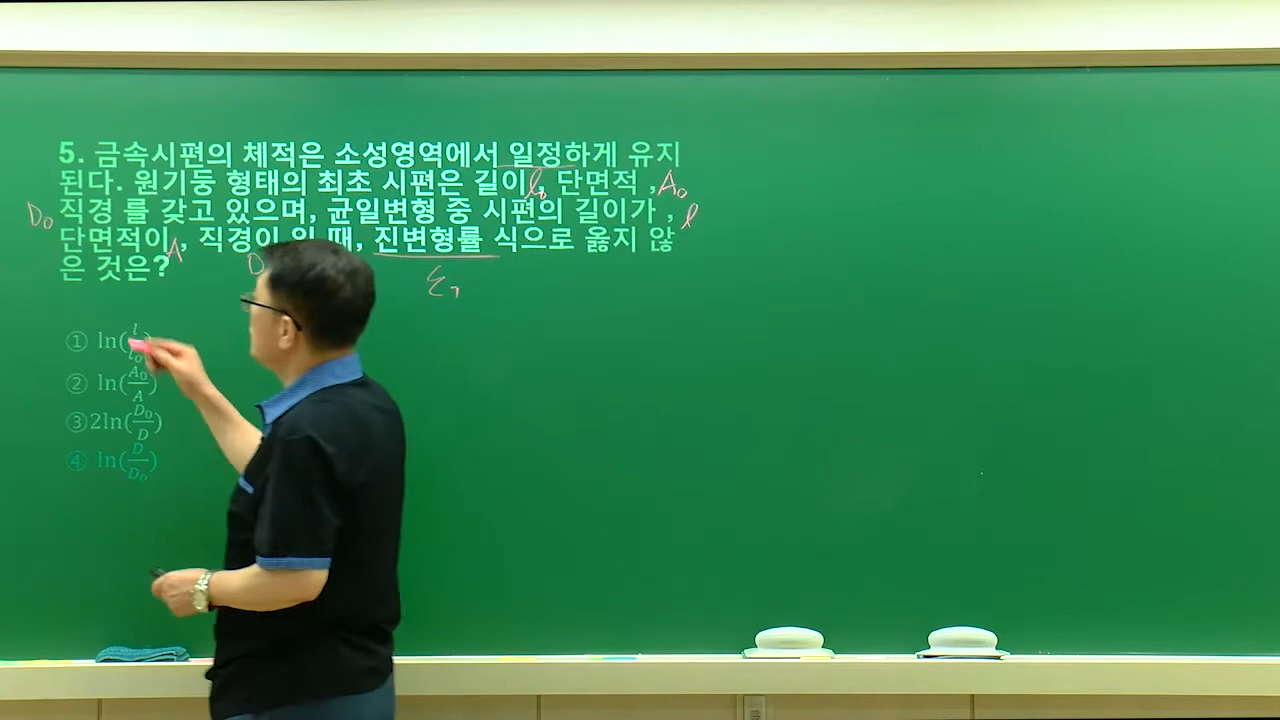 5. 금속시편의 체적은 소성영역에서 일정하게 유지
된다. 원기둥 형태의 최초 시편은 길이 l₀, 단면적 , A₀
D₀ 직경 를 갖고 있으며, 균일변형 중 시편의 길이가 , l
단면적이 A, 직경이 일 때, 진변형률 식으로 옳지 않
은 것은?
D
ε_T
① ln(l/l₀)
② ln(A₀/A)
③ 2ln(D₀/D)
④ ln(D/D₀)